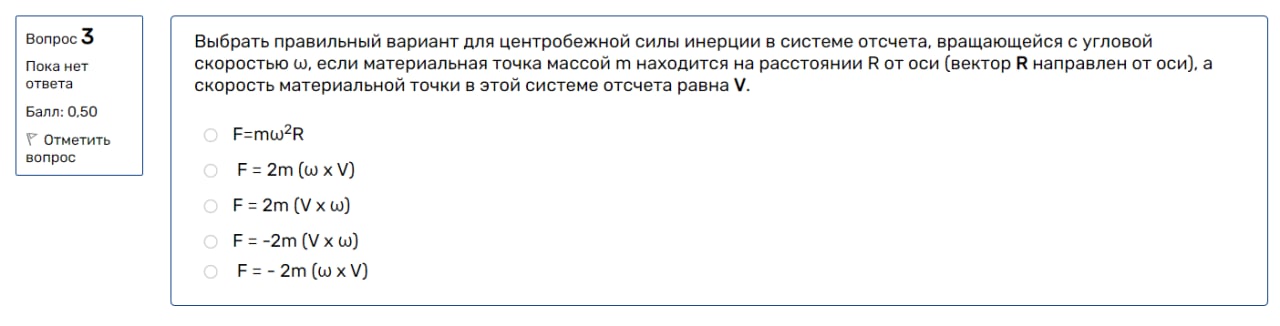 Вопрос 3
Пока нет
ответа
Балл: 0,50
Отметить
вопрос
Выбрать правильный вариант для центробежной силы инерции в системе отсчета, вращающейся с угловой
скоростью ω, если материальная точка массой m находится на расстоянии R от оси (вектор R направлен от оси), а
скорость материальной точки в этой системе отсчета равна V.
F=mω²R
F = 2m (ω x V)
F = 2m (V x ω)
F = -2m (V x ω)
F = - 2m (ω x V)